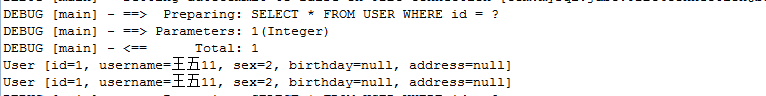 DEBUG [main] - ==>  Preparing: SELECT * FROM USER WHERE id = ?
DEBUG [main] - ==> Parameters: 1(Integer)
DEBUG [main] - <==      Total: 1
User [id=1, username=王五11, sex=2, birthday=null, address=null]
User [id=1, username=王五11, sex=2, birthday=null, address=null]